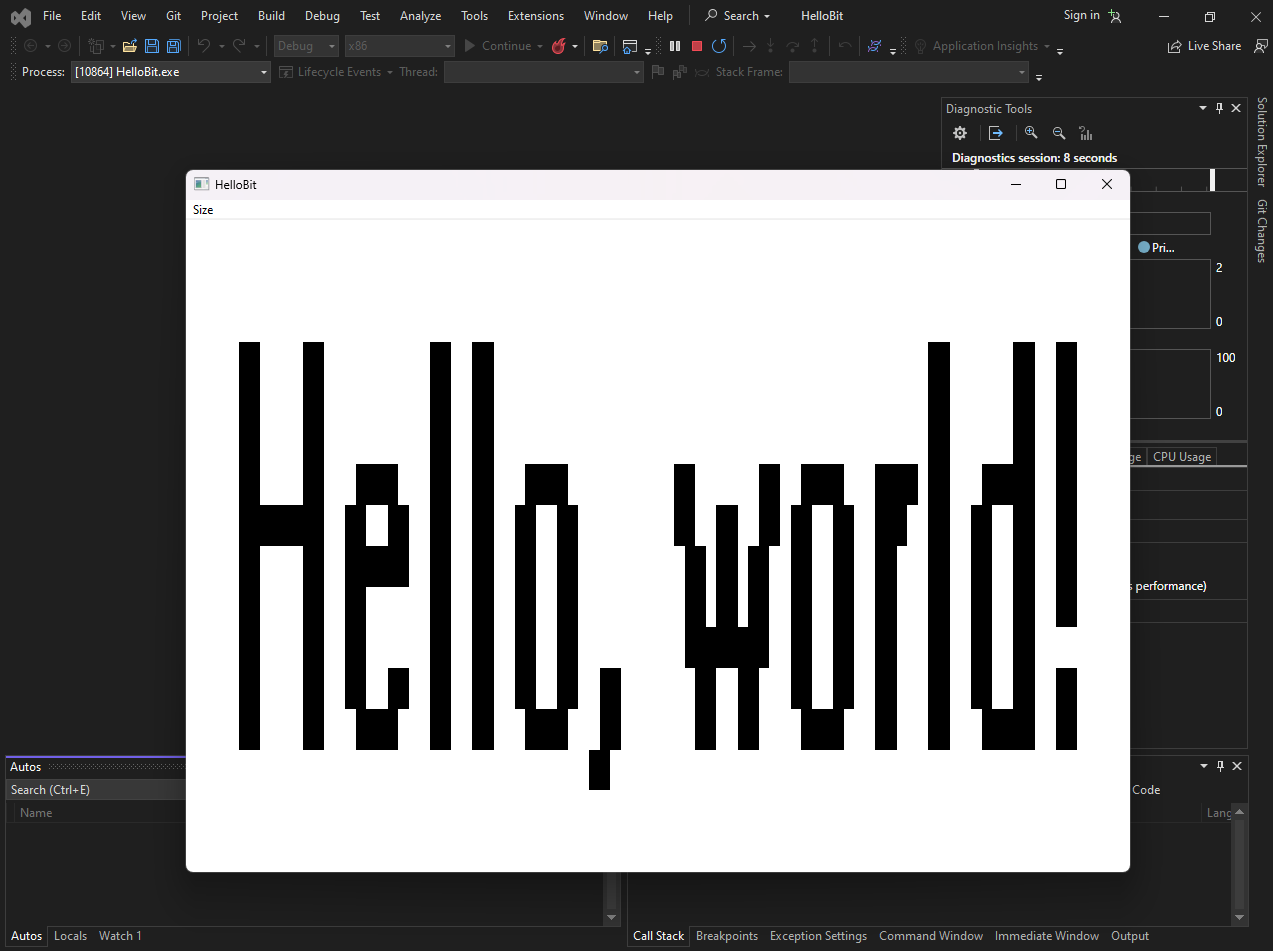 File Edit View Git Project Build Debug Test Analyze Tools Extensions Window Help Search HelloBit Sign in
Debug x86 Continue Application Insights Live Share
Process: [10864] HelloBit.exe Lifecycle Events Thread: Stack Frame:
Diagnostic Tools
Diagnostics session: 8 seconds
Solution Explorer
Git Changes
HelloBit
Size
Pri...
2
0
100
0
Hello, world!
CPU Usage
performance)
Autos
Search (Ctrl+E)
Code
Name
Lang
Autos Locals Watch 1
Call Stack Breakpoints Exception Settings Command Window Immediate Window Output